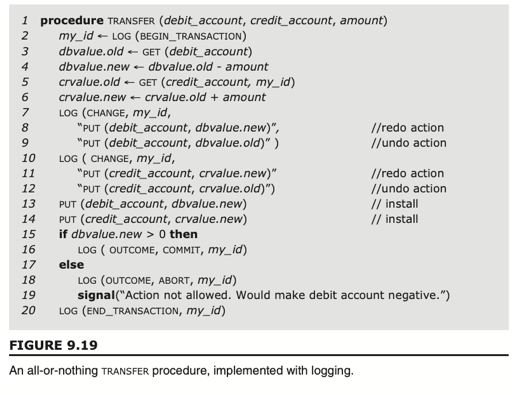 1 procedure TRANSFER (debit_account, credit_account, amount)
2 my_id ← LOG (BEGIN_TRANSACTION)
3 dbvalue.old ← GET (debit_account)
4 dbvalue.new ← dbvalue.old - amount
5 crvalue.old ← GET (credit_account, my_id)
6 crvalue.new ← crvalue.old + amount
7 LOG (CHANGE, my_id,
8 "PUT (debit_account, dbvalue.new)", //redo action
9 "PUT (debit_account, dbvalue.old)" ) //undo action
10 LOG ( CHANGE, my_id,
11 "PUT (credit_account, crvalue.new)" //redo action
12 "PUT (credit_account, crvalue.old)") //undo action
13 PUT (debit_account, dbvalue.new) // install
14 PUT (credit_account, crvalue.new) // install
15 if dbvalue.new > 0 then
16 LOG ( OUTCOME, COMMIT, my_id)
17 else
18 LOG (OUTCOME, ABORT, my_id)
19 signal("Action not allowed. Would make debit account negative.")
20 LOG (END_TRANSACTION, my_id)
FIGURE 9.19
An all-or-nothing TRANSFER procedure, implemented with logging.